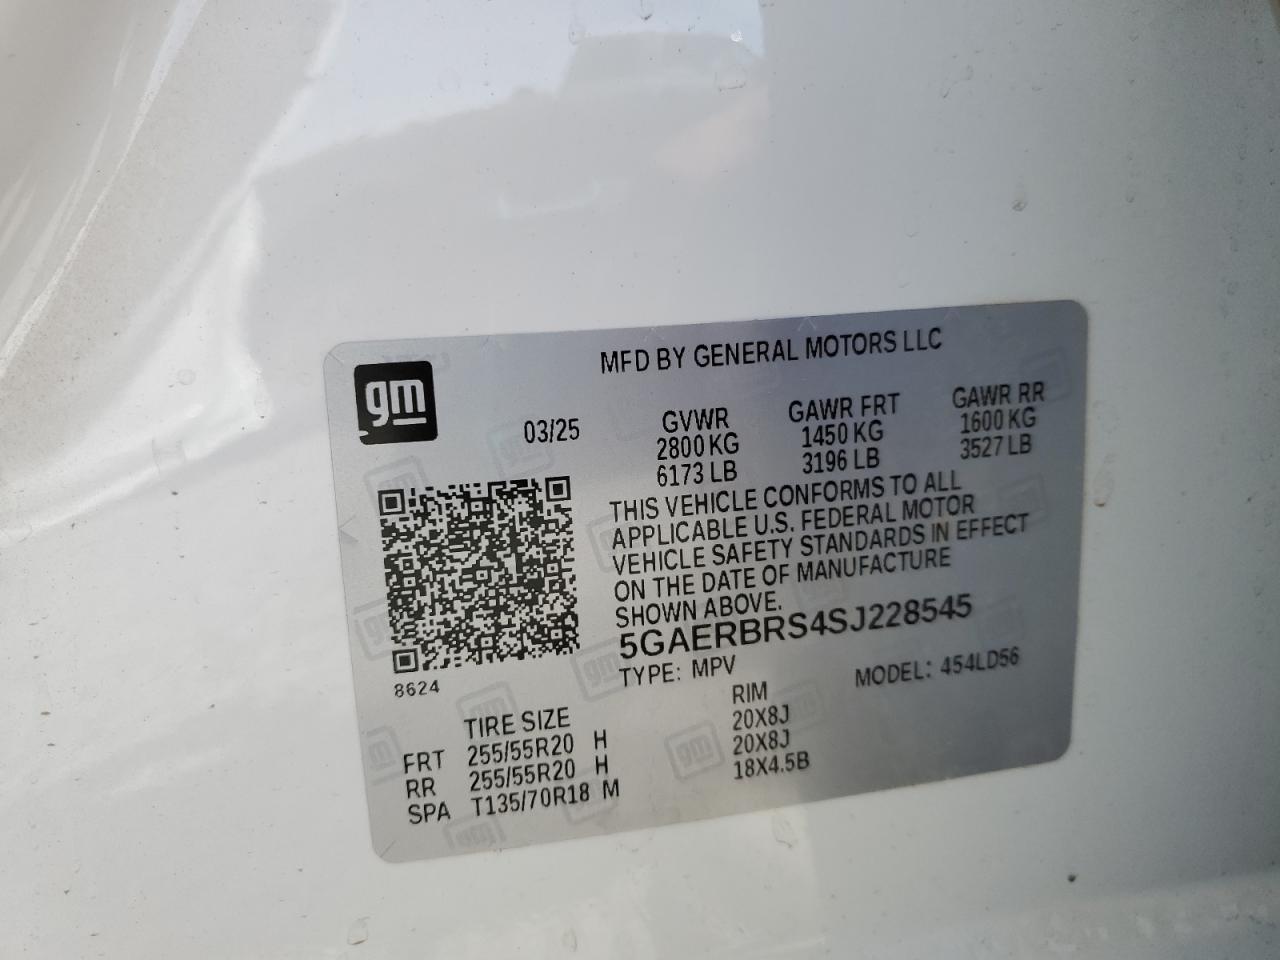 MFD BY GENERAL MOTORS LLC
gm
03/25
GVWR GAWR FRT GAWR RR
2800 KG 1450 KG 1600 KG
6173 LB 3196 LB 3527 LB
THIS VEHICLE CONFORMS TO ALL
APPLICABLE U.S. FEDERAL MOTOR
VEHICLE SAFETY STANDARDS IN EFFECT
ON THE DATE OF MANUFACTURE
SHOWN ABOVE.
5GAERBRS4SJ228545
TYPE: MPV MODEL: 454LD56
8624
TIRE SIZE RIM
FRT 255/55R20 H 20X8J
RR 255/55R20 H 20X8J
SPA T135/70R18 M 18X4.5B